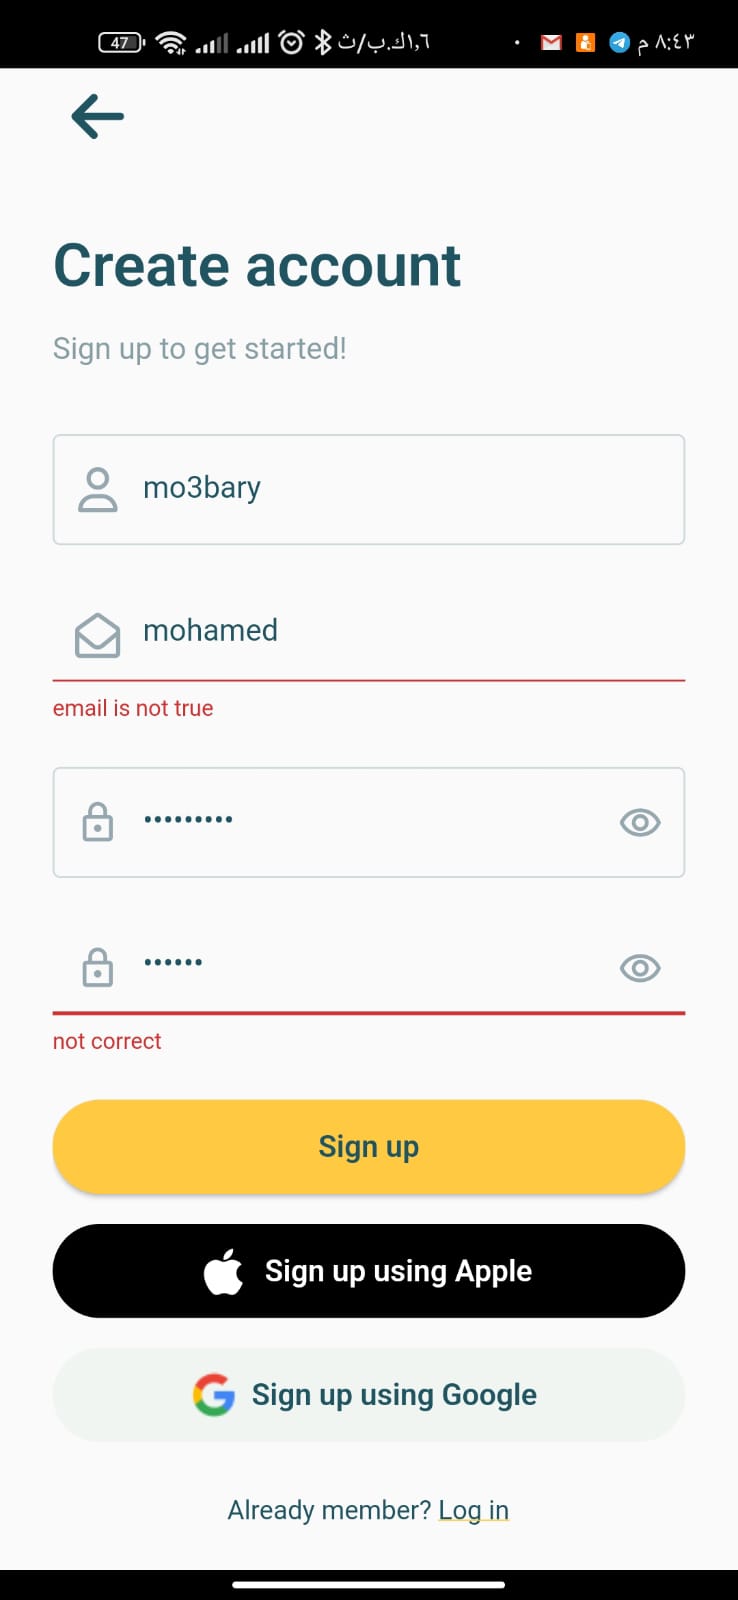 47 ١,٦ك.ب/ث ٨:٤٣ م
Create account
Sign up to get started!
mo3bary
mohamed
email is not true
•••••••••
••••••
not correct
Sign up
Sign up using Apple
Sign up using Google
Already member? Log in